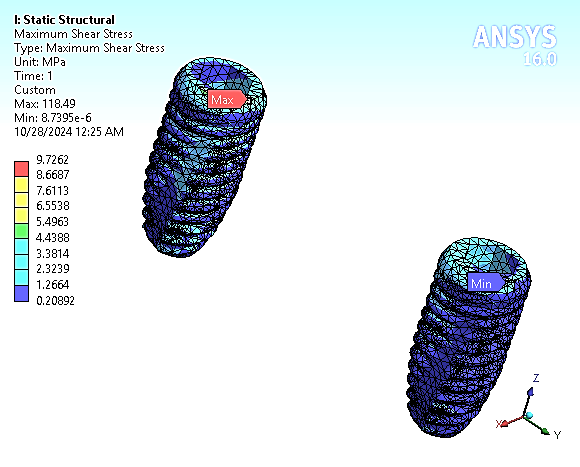 I: Static Structural
Maximum Shear Stress
Type: Maximum Shear Stress
Unit: MPa
Time: 1
Custom
Max: 118.49
Min: 8.7395e-6
10/28/2024 12:25 AM
ANSYS
16.0
9.7262
8.6687
7.6113
6.5538
5.4963
4.4388
3.3814
2.3239
1.2664
0.20892
Max
Min
Z
X
Y